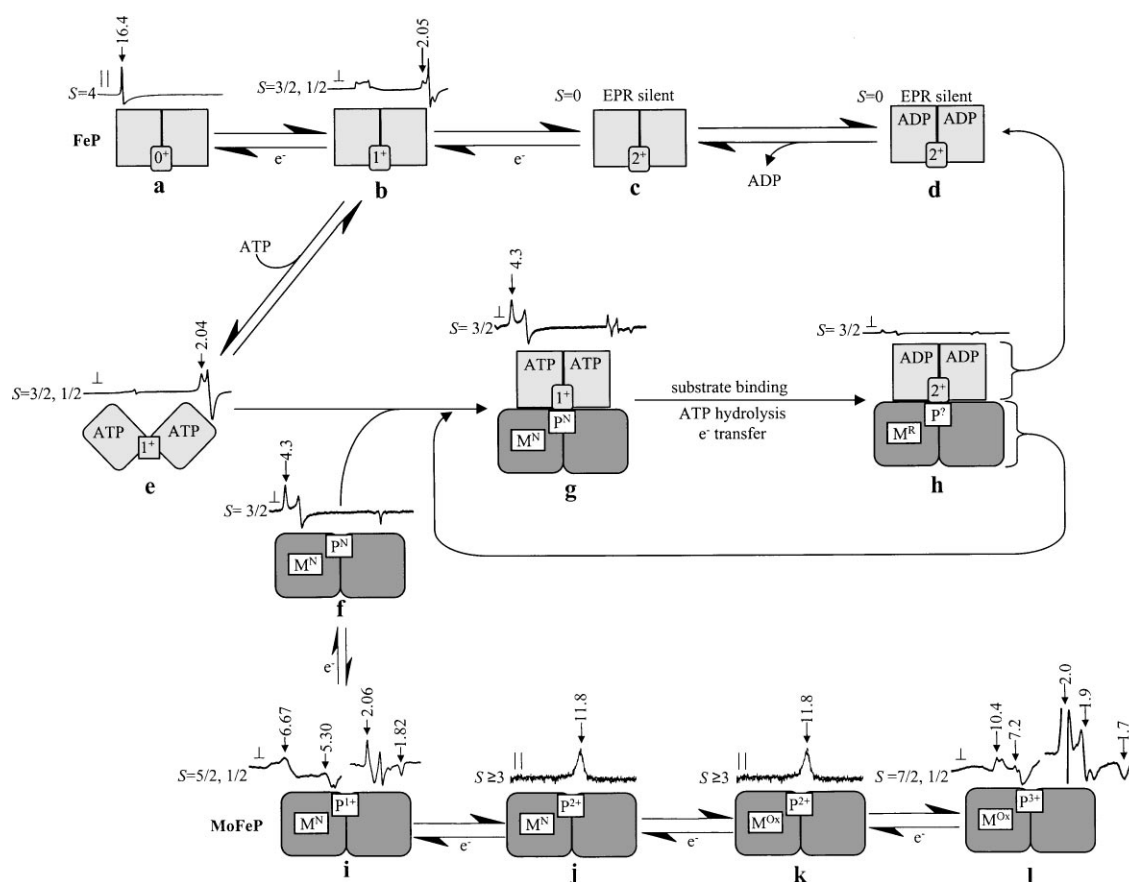 16.4
||
S=4
FeP
0⁺
a
e⁻
2.05
⊥
S=3/2, 1/2
1⁺
b
e⁻
S=0
EPR silent
2⁺
c
ADP
S=0
EPR silent
ADP ADP
2⁺
d
ATP
2.04
⊥
S=3/2, 1/2
ATP ATP
1⁺
e
4.3
⊥
S= 3/2
ATP ATP
1⁺
Pᴺ
Mᴺ
g
substrate binding
ATP hydrolysis
e⁻ transfer
⊥
S= 3/2
ADP ADP
2⁺
P?
Mᴿ
h
4.3
⊥
S= 3/2
Pᴺ
Mᴺ
f
e⁻
6.67
5.30
2.06
1.82
⊥
S=5/2, 1/2
P¹⁺
Mᴺ
MoFeP
i
e⁻
11.8
||
S ≥3
P²⁺
Mᴺ
j
e⁻
11.8
||
S ≥3
P²⁺
Mᴼˣ
k
e⁻
10.4
7.2
2.0
1.9
1.7
⊥
S =7/2, 1/2
P³⁺
Mᴼˣ
l